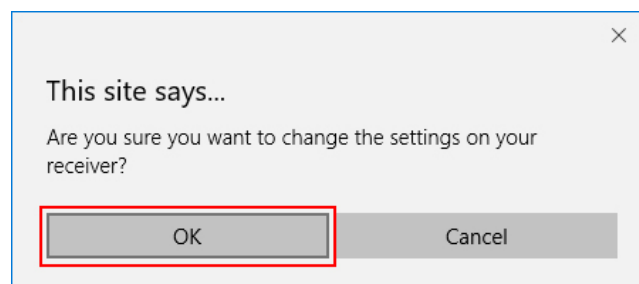 This site says...
Are you sure you want to change the settings on your
receiver?
OK
Cancel